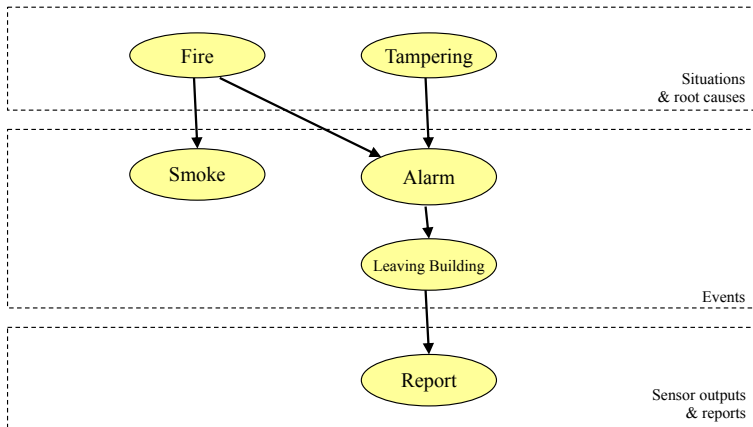 Fire
Tampering
Situations
& root causes
Smoke
Alarm
Leaving Building
Events
Report
Sensor outputs
& reports